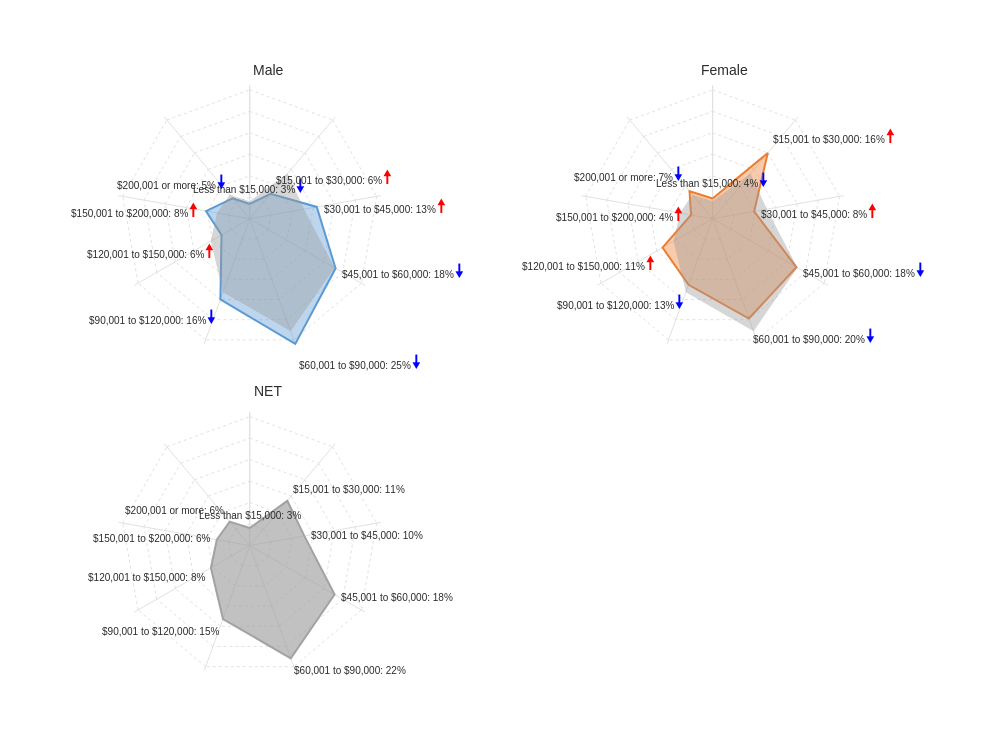 Male
Less than $15,000: 3%
$15,001 to $30,000: 6%
$30,001 to $45,000: 13%
$45,001 to $60,000: 18%
$60,001 to $90,000: 25%
$90,001 to $120,000: 16%
$120,001 to $150,000: 6%
$150,001 to $200,000: 8%
$200,001 or more: 5%
Female
Less than $15,000: 4%
$15,001 to $30,000: 16%
$30,001 to $45,000: 8%
$45,001 to $60,000: 18%
$60,001 to $90,000: 20%
$90,001 to $120,000: 13%
$120,001 to $150,000: 11%
$150,001 to $200,000: 4%
$200,001 or more: 7%
NET
Less than $15,000: 3%
$15,001 to $30,000: 11%
$30,001 to $45,000: 10%
$45,001 to $60,000: 18%
$60,001 to $90,000: 22%
$90,001 to $120,000: 15%
$120,001 to $150,000: 8%
$150,001 to $200,000: 6%
$200,001 or more: 6%